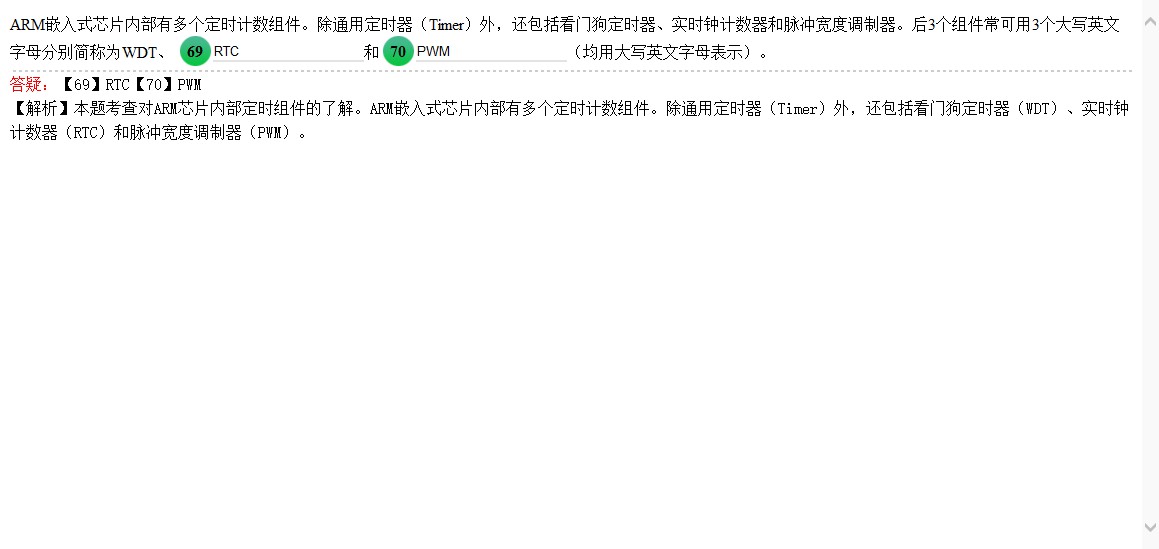 ARM嵌入式芯片内部有多个定时计数组件。除通用定时器（Timer）外，还包括看门狗定时器、实时钟计数器和脉冲宽度调制器。后3个组件常可用3个大写英文
字母分别简称为WDT、 69 RTC 和 70 PWM （均用大写英文字母表示）。
答疑：【69】RTC【70】PWM
【解析】本题考查对ARM芯片内部定时组件的了解。ARM嵌入式芯片内部有多个定时计数组件。除通用定时器（Timer）外，还包括看门狗定时器（WDT）、实时钟
计数器（RTC）和脉冲宽度调制器（PWM）。